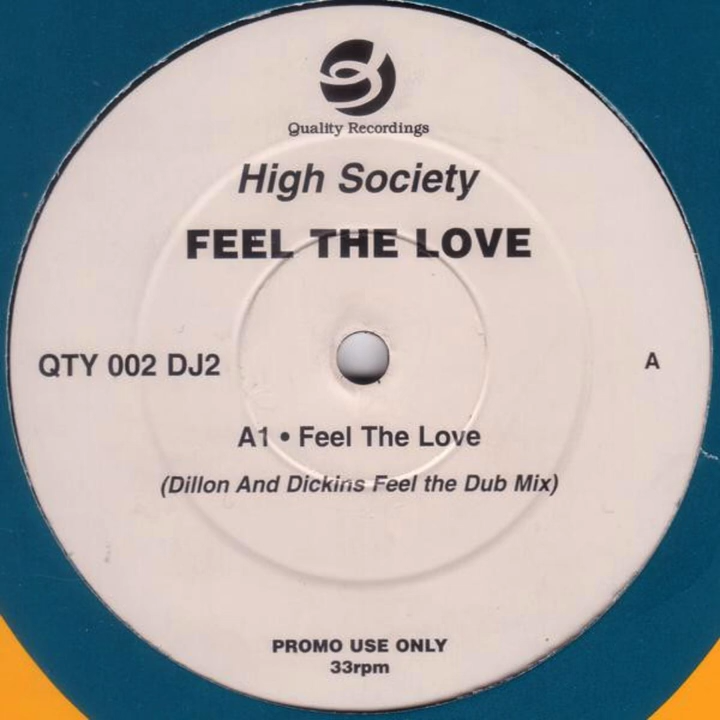 Quality Recordings
High Society
FEEL THE LOVE
QTY 002 DJ2
A
A1 • Feel The Love
(Dillon And Dickins Feel the Dub Mix)
PROMO USE ONLY
33rpm